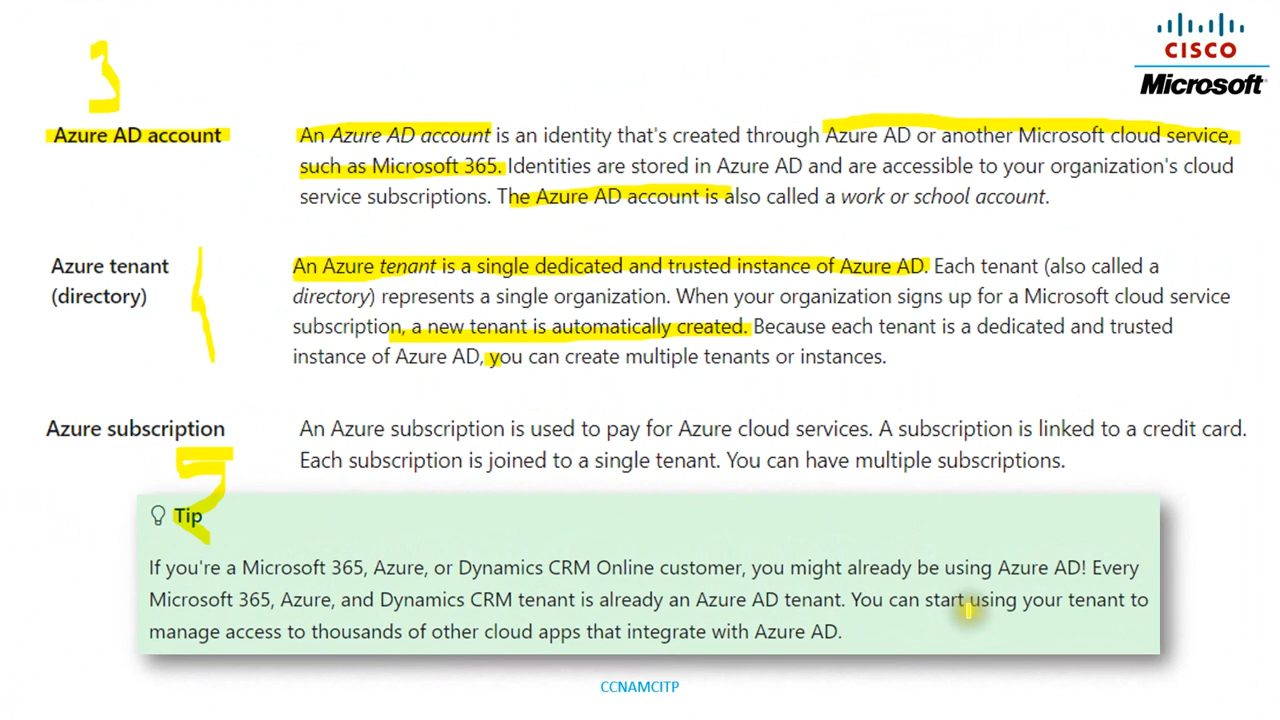 CISCO
Microsoft
3
Azure AD account
An Azure AD account is an identity that's created through Azure AD or another Microsoft cloud service,
such as Microsoft 365. Identities are stored in Azure AD and are accessible to your organization's cloud
service subscriptions. The Azure AD account is also called a work or school account.
Azure tenant
(directory)
An Azure tenant is a single dedicated and trusted instance of Azure AD. Each tenant (also called a
directory) represents a single organization. When your organization signs up for a Microsoft cloud service
subscription, a new tenant is automatically created. Because each tenant is a dedicated and trusted
instance of Azure AD, you can create multiple tenants or instances.
Azure subscription
An Azure subscription is used to pay for Azure cloud services. A subscription is linked to a credit card.
Each subscription is joined to a single tenant. You can have multiple subscriptions.
Tip
If you're a Microsoft 365, Azure, or Dynamics CRM Online customer, you might already be using Azure AD! Every
Microsoft 365, Azure, and Dynamics CRM tenant is already an Azure AD tenant. You can start using your tenant to
manage access to thousands of other cloud apps that integrate with Azure AD.
CCNAMCITP